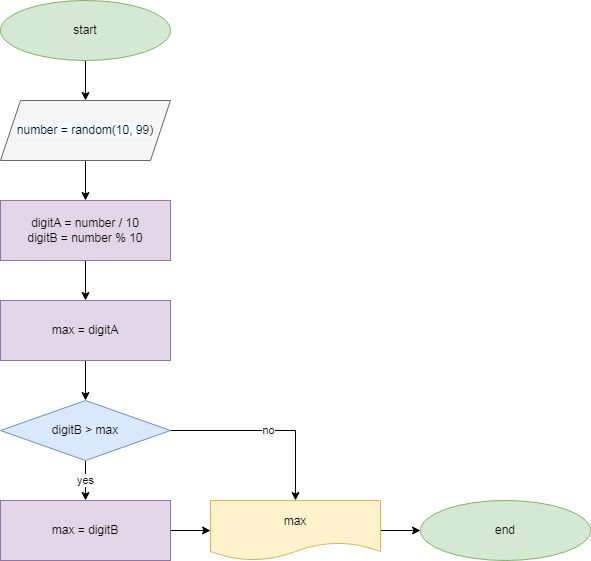 start
number = random(10, 99)
digitA = number / 10
digitB = number % 10
max = digitA
digitB > max
no
yes
max = digitB
max
end